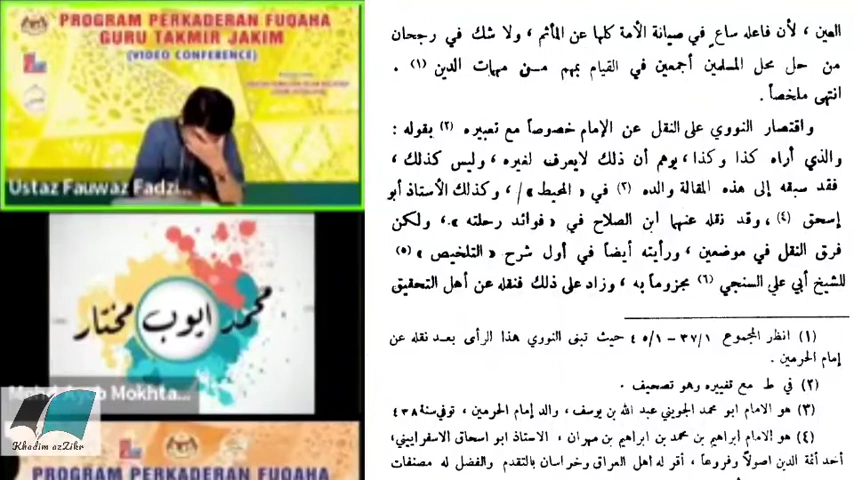 PROGRAM PERKADERAN FUQAHA
GURU TAKMIR JAKIM
(VIDEO CONFERENCE)
Ustaz Fauwaz Fadzi...
محمد ايوب مختار
Mohd Ayob Mokhta...
Khadim azZikr
PROGRAM PERKADERAN FUQAHA
العين ، لأن فاعله ساعٍ في صيانة الأمة كلها عن المأثم ، ولا شك في رجحان
من حل محل المسلمين أجمعين في القيام بمهم من مهمات الدين (١) .
انتهى ملخصاً .
واقتصار النووي على النقل عن الإمام خصوصاً مع تعبيره (٢) بقوله :
والذي أراه كذا وكذا ، يوهم أن ذلك لايعرف لغيره ، وليس كذلك ،
فقد سبقه إلى هذه المقالة والده (٣) في « المحيط »/ ، وكذلك الأستاذ أبو
إسحق (٤) ، وقد نقله عنهما ابن الصلاح في « فوائد رحلته » ، ولكن
فرق النقل في موضعين ، ورأيته أيضاً في أول شرح « التلخيص » (٥)
للشيخ أبي علي السنجي (٦) مجزوماً به ، وزاد على ذلك فنقله عن أهل التحقيق
(١) انظر المجموع ٣٧/١ – ٤٥/١ حيث تبنى النووي هذا الرأى بعد نقله عن
إمام الحرمين .
(٢) في ط مع تغييره وهو تصحيف .
(٣) هو الامام ابو محمد الجويني عبد الله بن يوسف ، والد إمام الحرمين ، توفي سنة ٤٣٨
(٤) هو الامام إبراهيم بن محمد بن ابراهيم بن مهران ، الاستاذ ابو اسحاق الاسفراييني ،
أحد أئمة الدين اصولاً وفروعاً ، أقر له اهل العراق وخراسان بالتقدم والفضل له مصنفات